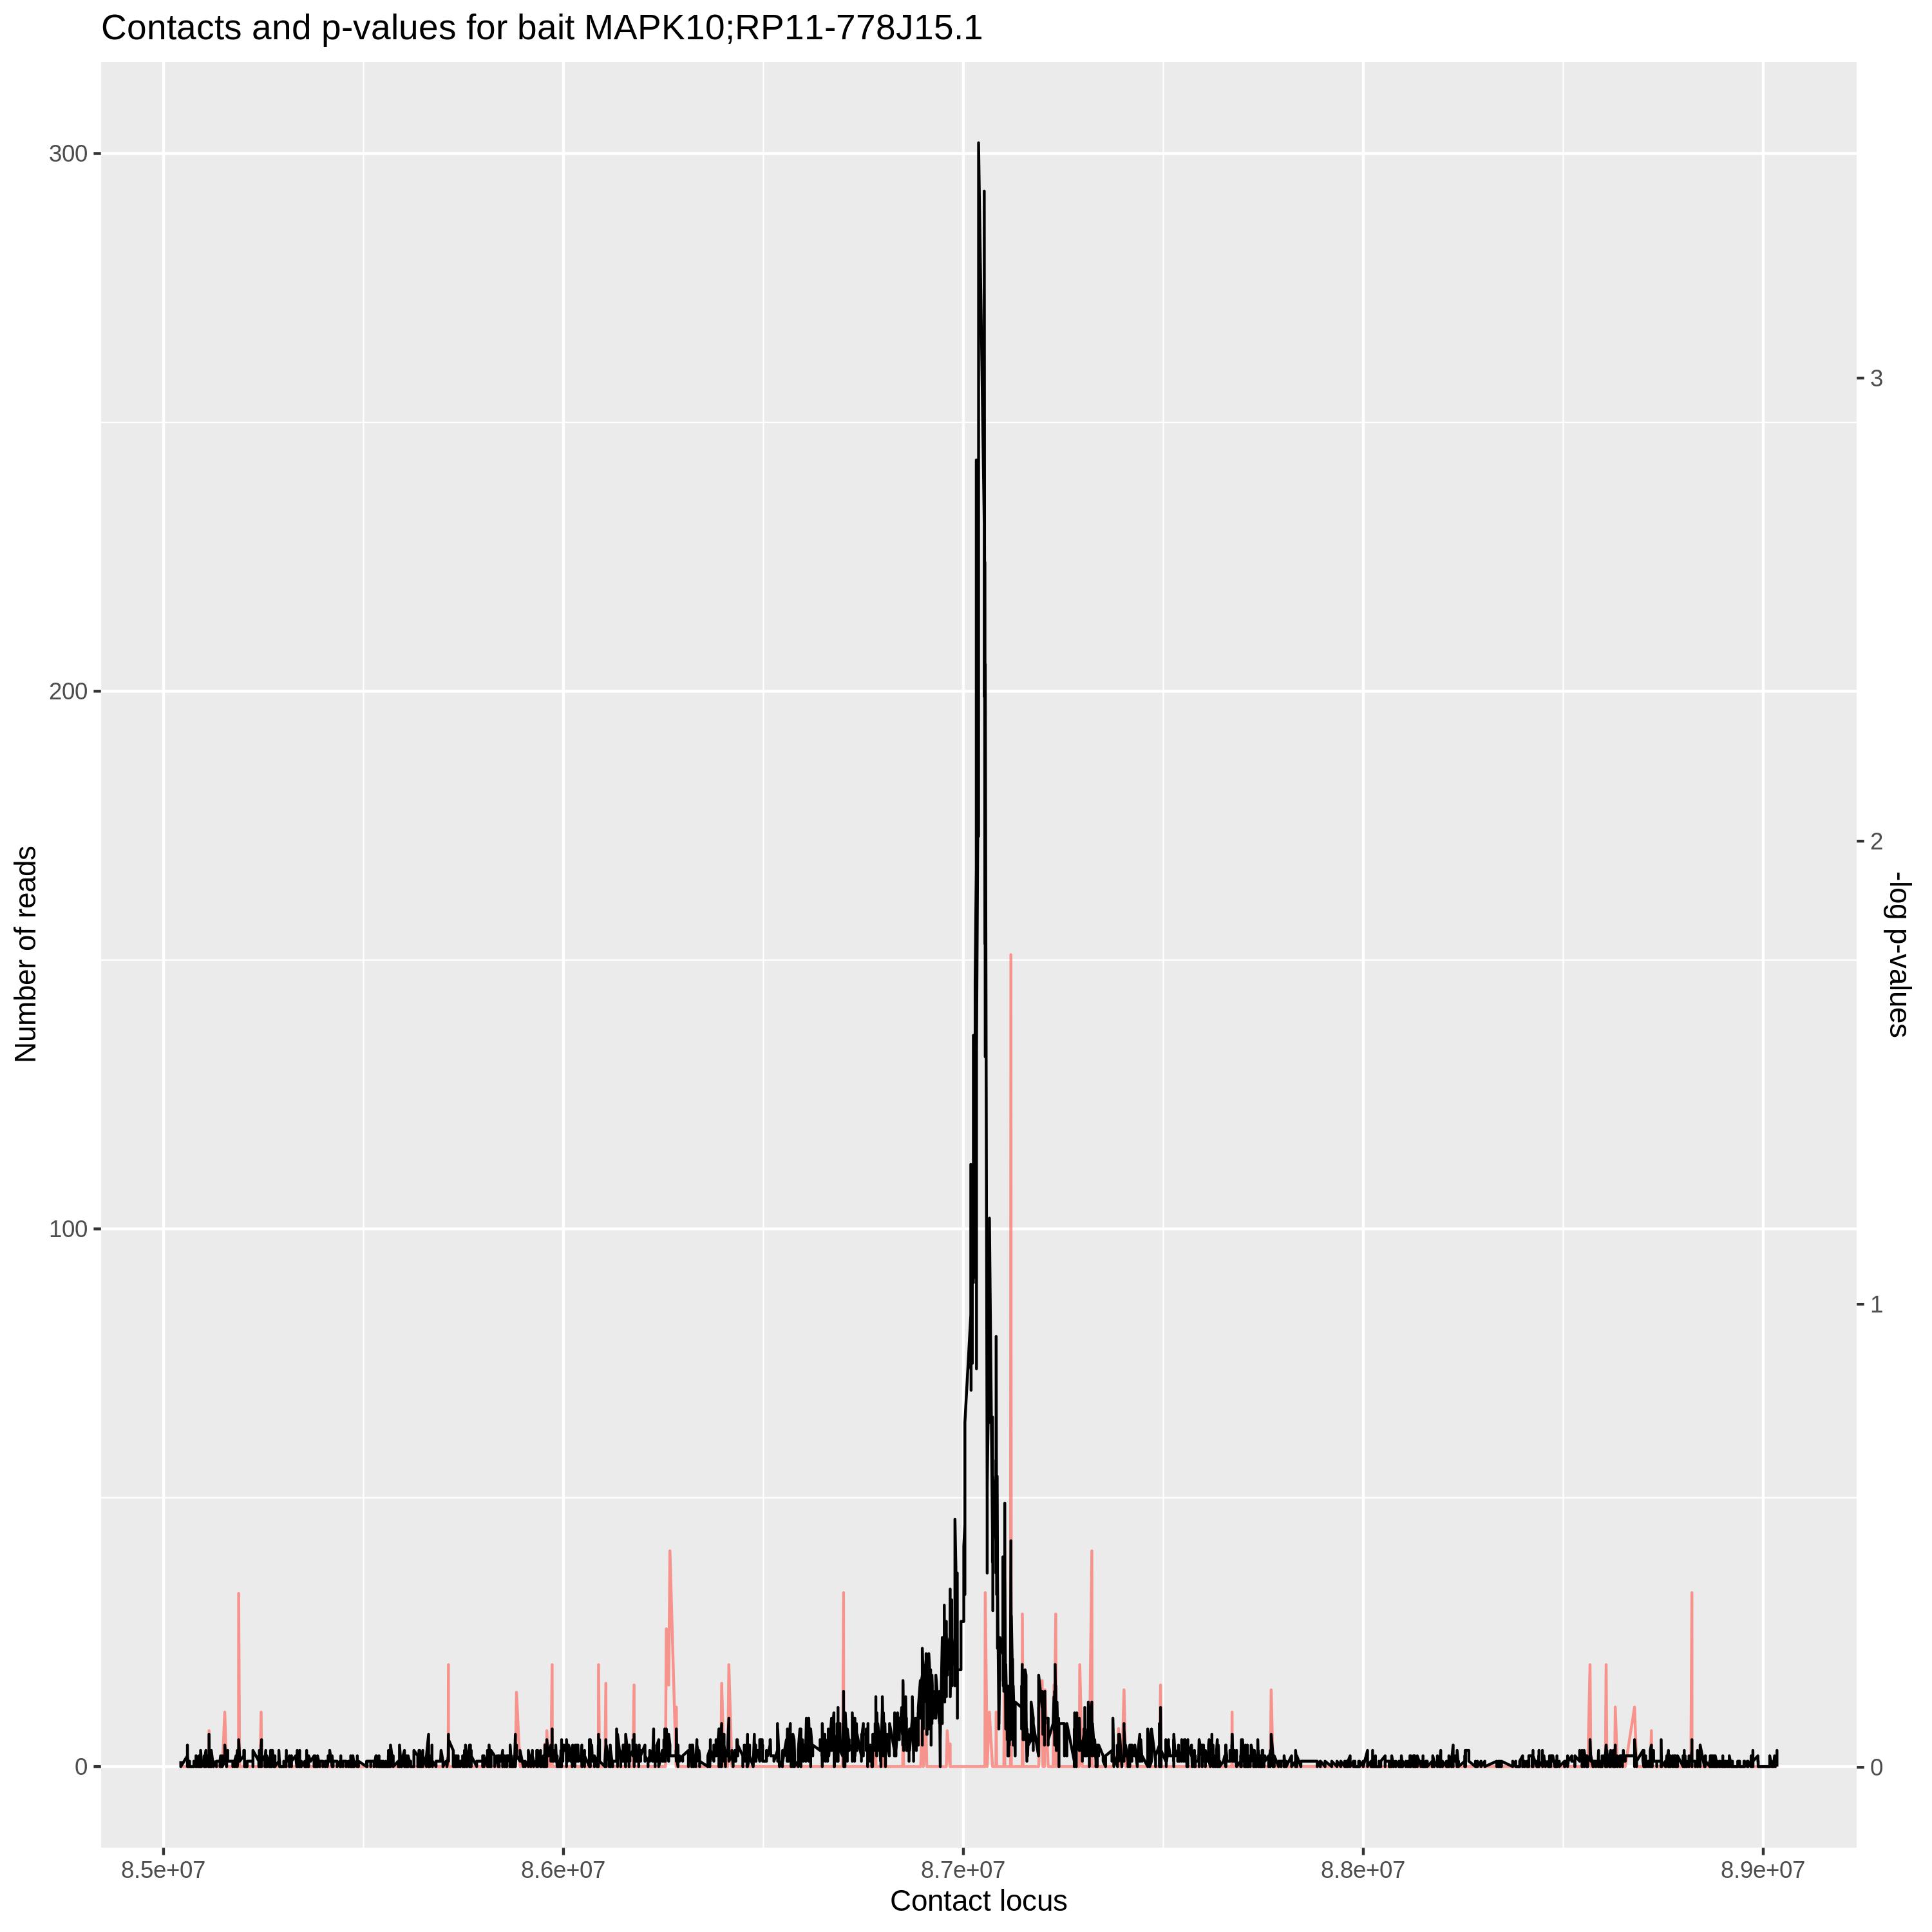 Contacts and p-values for bait MAPK10;RP11-778J15.1
300
200
100
0
Number of reads
3
2
1
0
-log p-values
8.5e+07
8.6e+07
8.7e+07
8.8e+07
8.9e+07
Contact locus